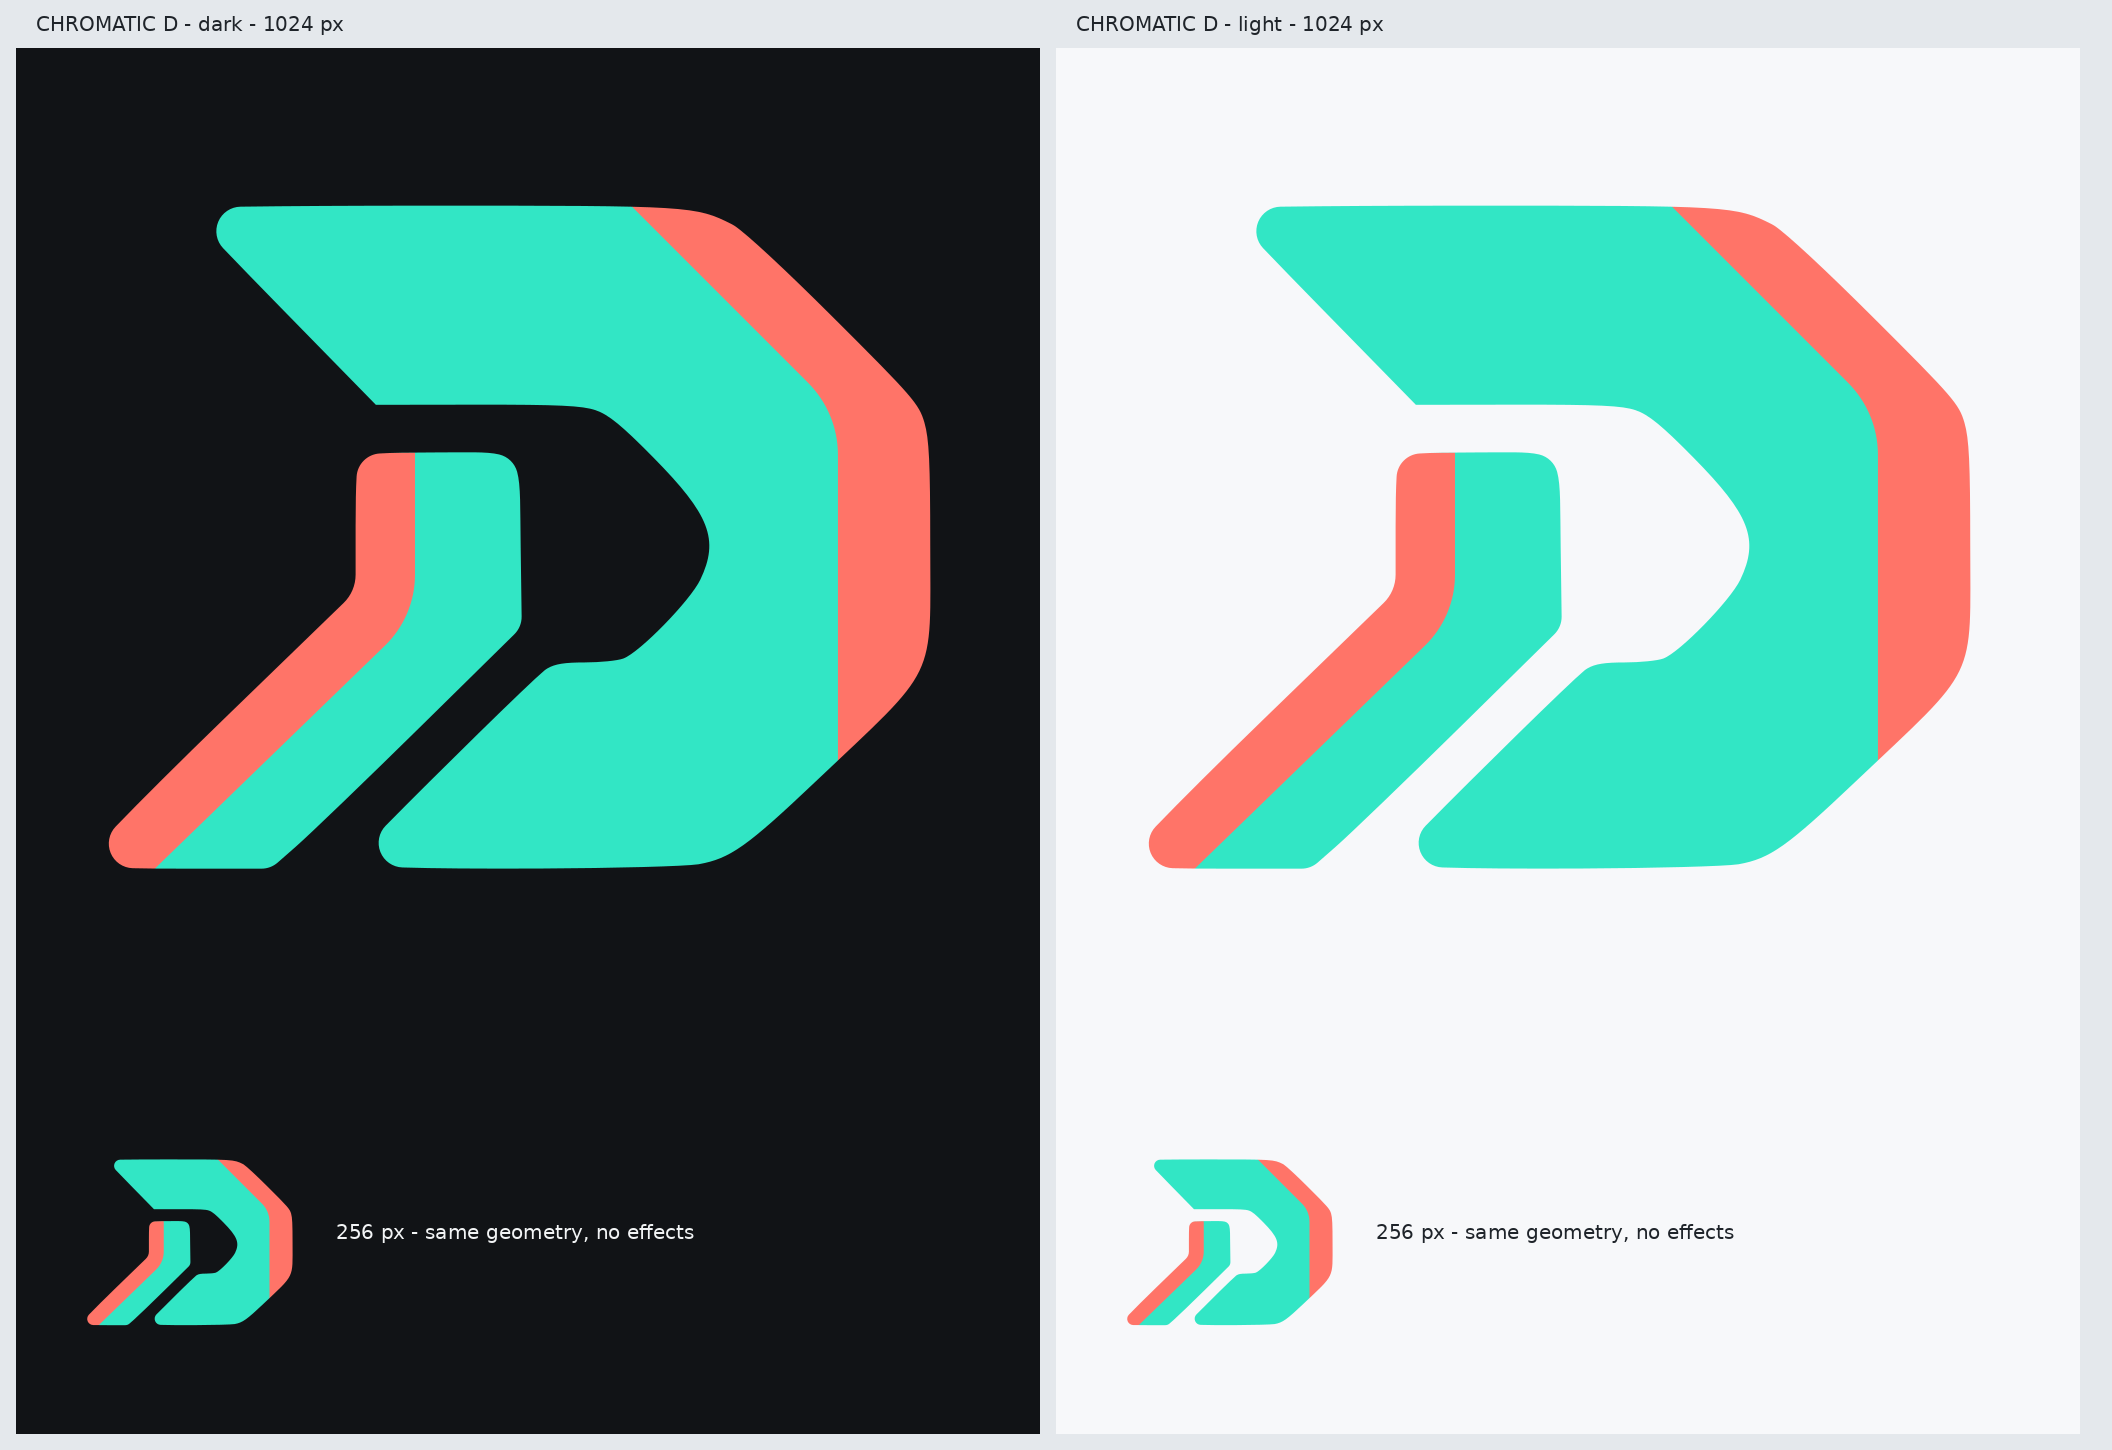 CHROMATIC D - dark - 1024 px
CHROMATIC D - light - 1024 px
256 px - same geometry, no effects
256 px - same geometry, no effects